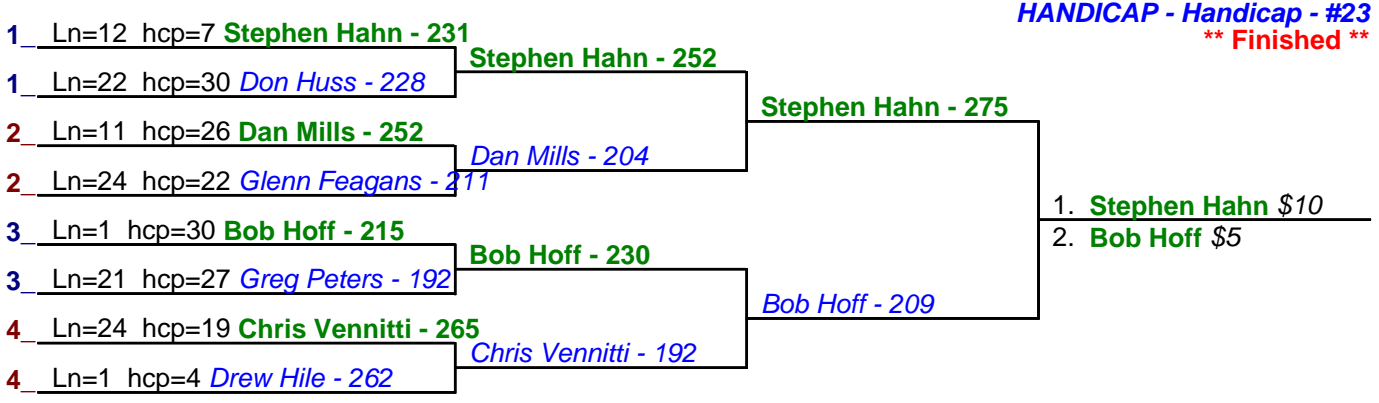 HANDICAP - Handicap - #23
** Finished **
1_ Ln=12 hcp=7 Stephen Hahn - 231
Stephen Hahn - 252
1_ Ln=22 hcp=30 Don Huss - 228
Stephen Hahn - 275
2_ Ln=11 hcp=26 Dan Mills - 252
Dan Mills - 204
2_ Ln=24 hcp=22 Glenn Feagans - 211
1. Stephen Hahn $10
3_ Ln=1 hcp=30 Bob Hoff - 215
2. Bob Hoff $5
Bob Hoff - 230
3_ Ln=21 hcp=27 Greg Peters - 192
Bob Hoff - 209
4_ Ln=24 hcp=19 Chris Vennitti - 265
Chris Vennitti - 192
4_ Ln=1 hcp=4 Drew Hile - 262